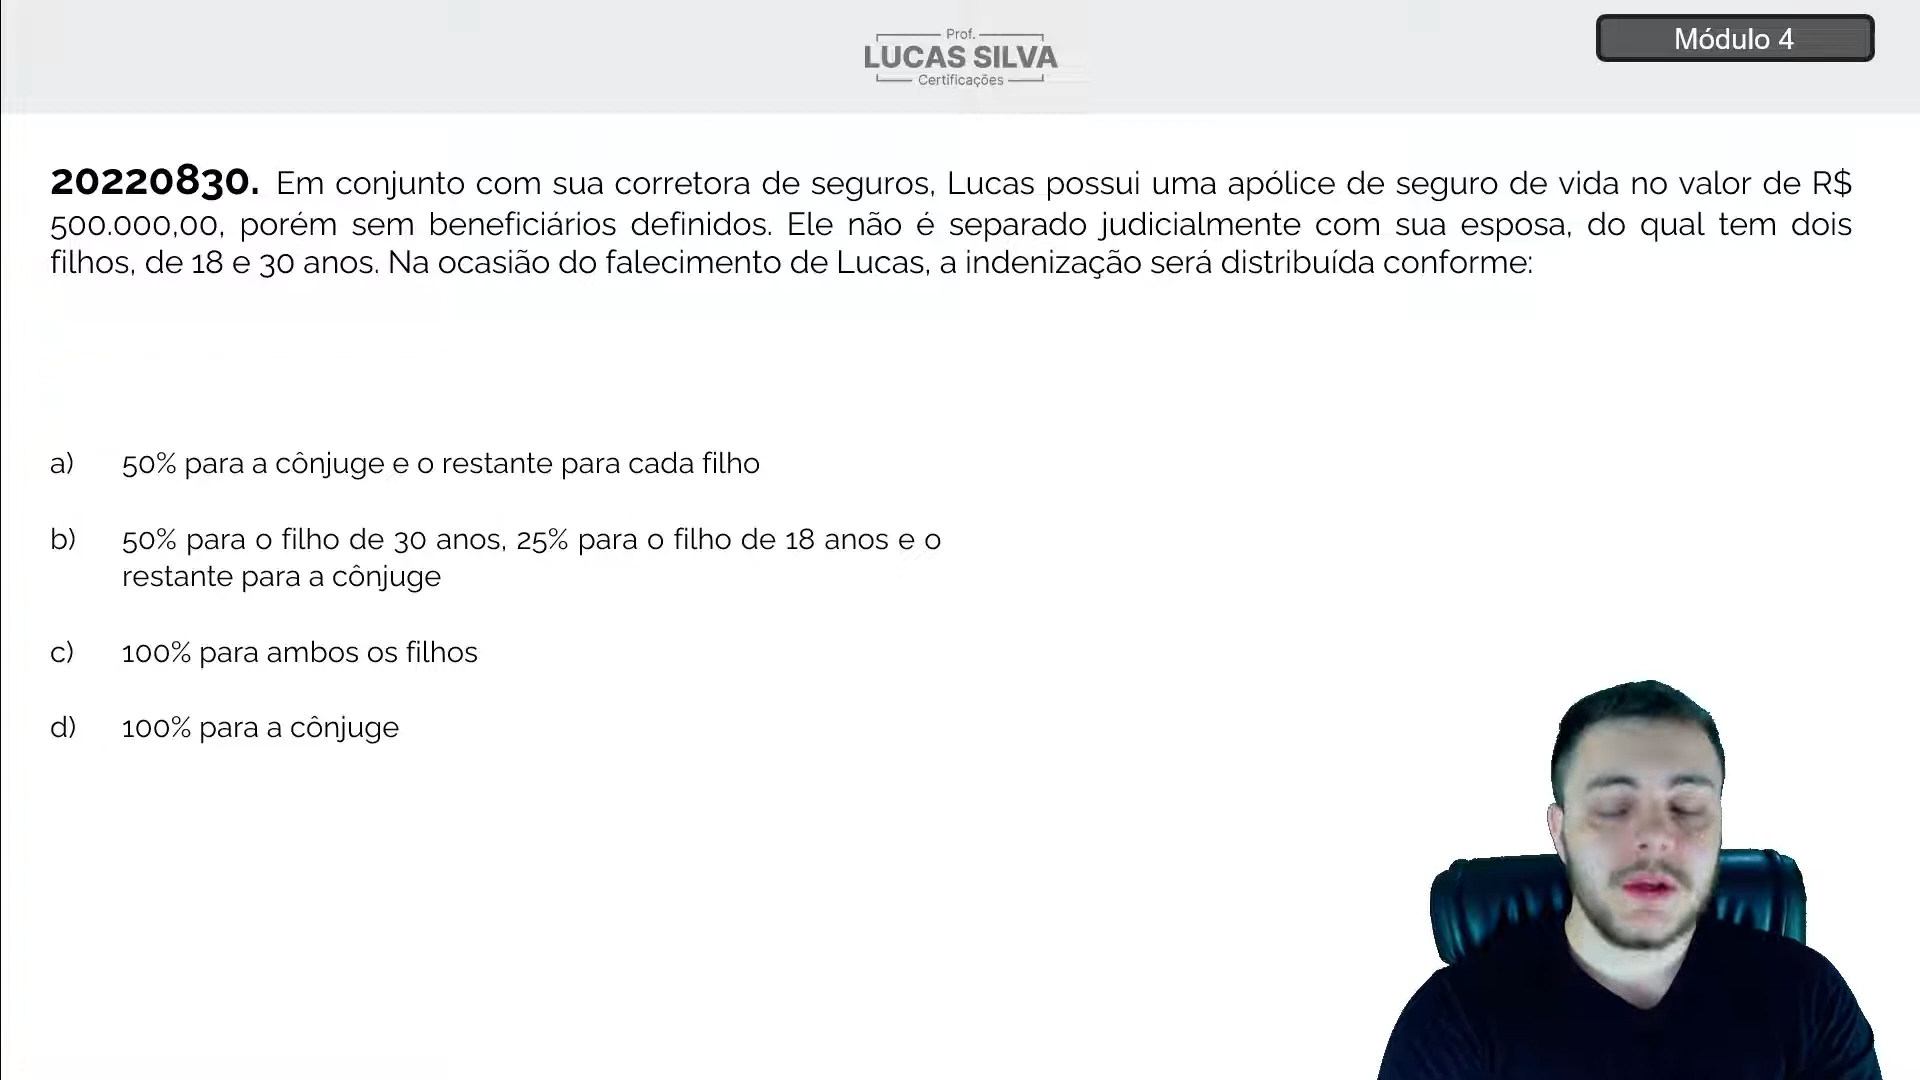 Prof.
LUCAS SILVA
Certificações
Módulo 4
20220830. Em conjunto com sua corretora de seguros, Lucas possui uma apólice de seguro de vida no valor de R$
500.000,00, porém sem beneficiários definidos. Ele não é separado judicialmente com sua esposa, do qual tem dois
filhos, de 18 e 30 anos. Na ocasião do falecimento de Lucas, a indenização será distribuída conforme:
a) 50% para a cônjuge e o restante para cada filho
b) 50% para o filho de 30 anos, 25% para o filho de 18 anos e o
restante para a cônjuge
c) 100% para ambos os filhos
d) 100% para a cônjuge